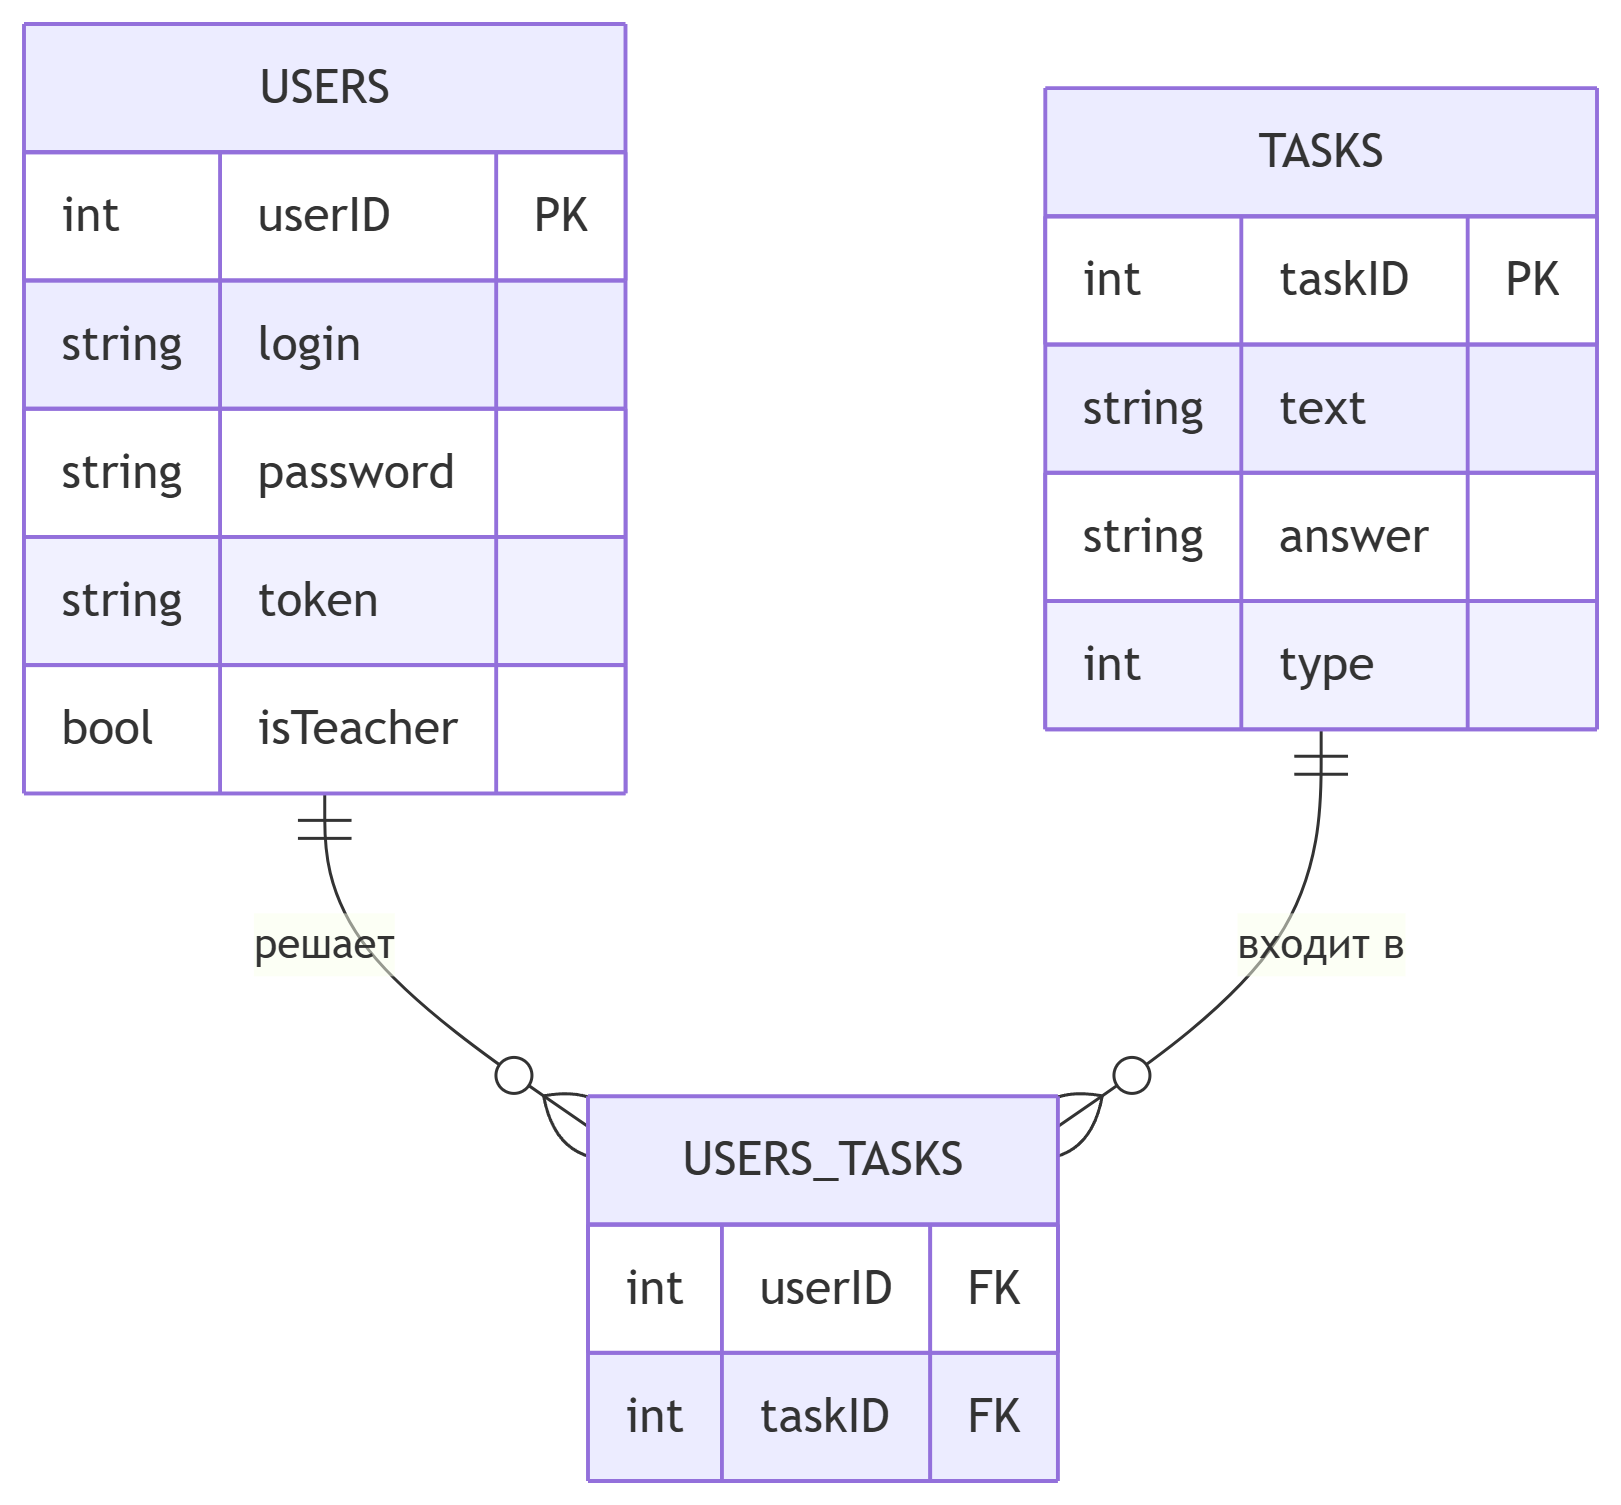 USERS
int userID PK
string login
string password
string token
bool isTeacher
TASKS
int taskID PK
string text
string answer
int type
решает
входит в
USERS_TASKS
int userID FK
int taskID FK